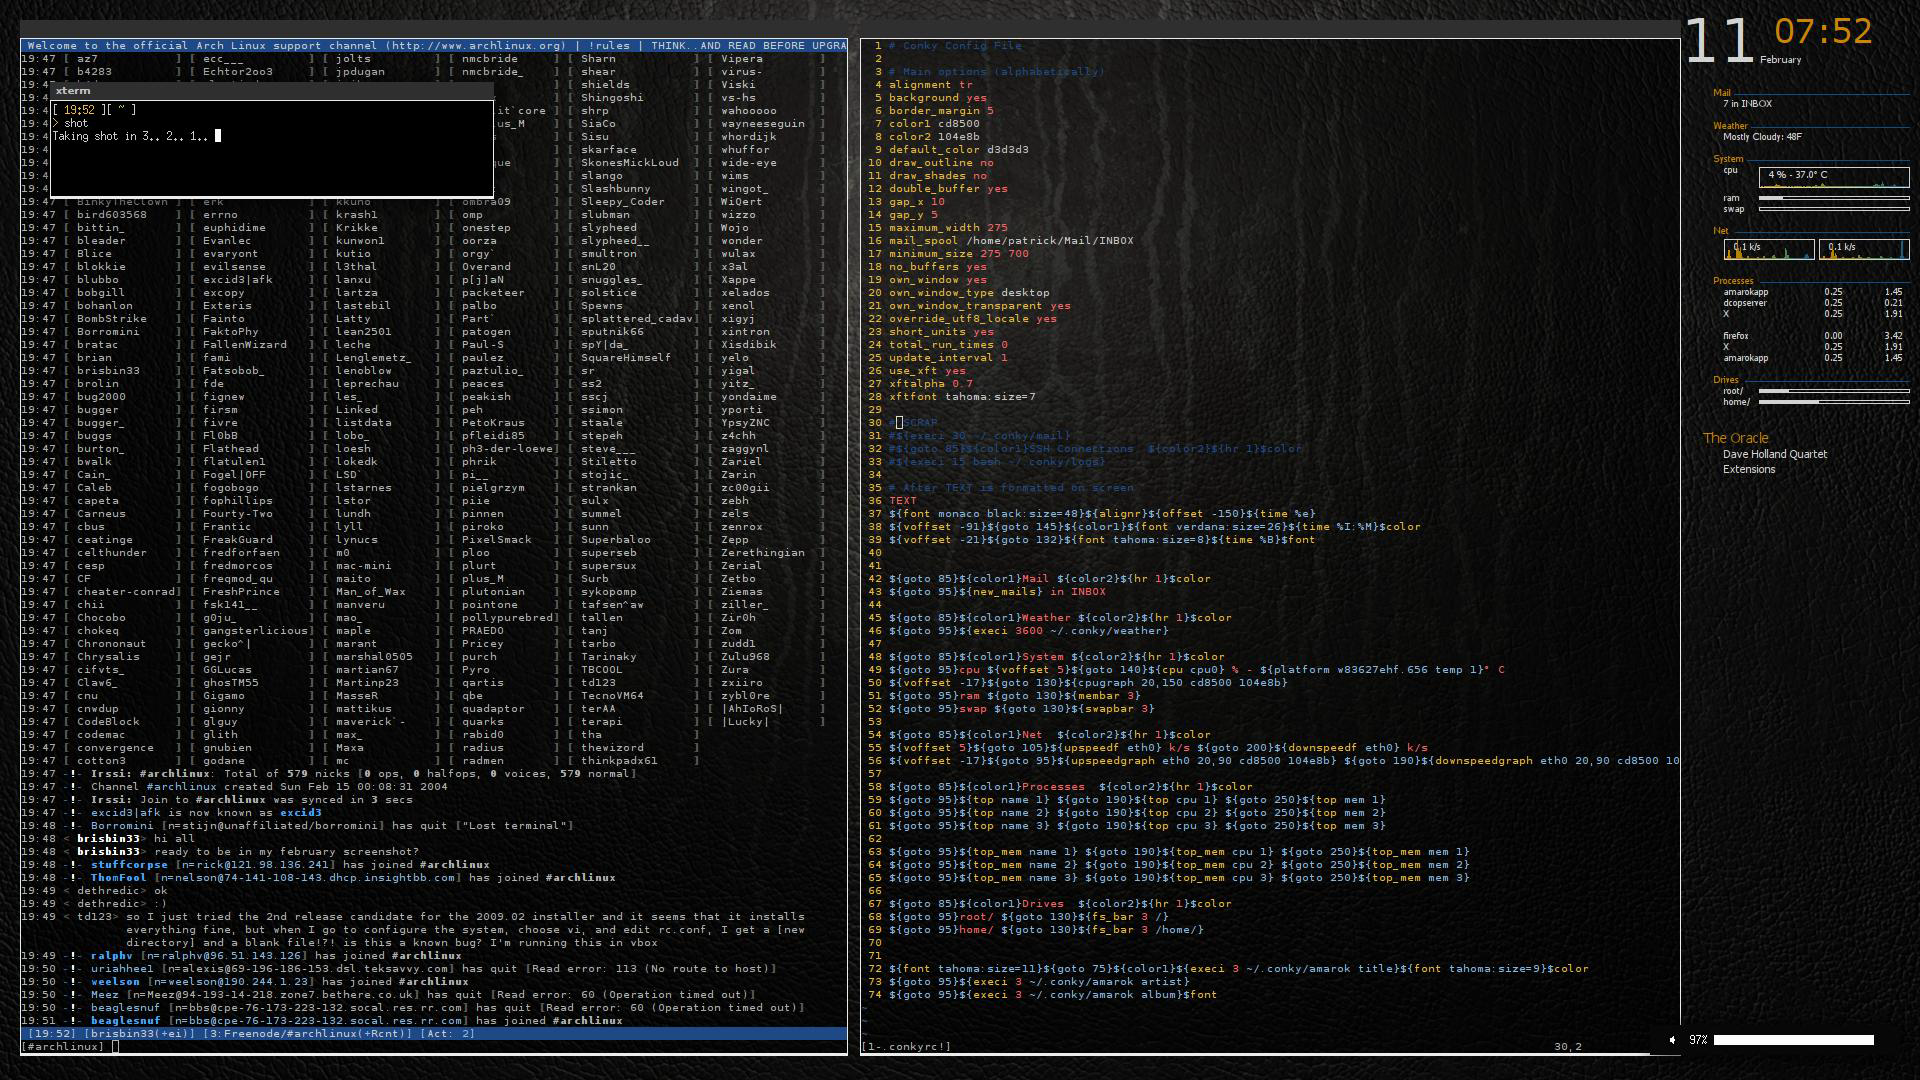 Welcome to the official Arch Linux support channel (http://www.archlinux.org) | !rules | THINK..AND READ BEFORE UPGRA
19:47 [ az7 ] [ ecc___ ] [ jolts ] [ nmcbride ] [ Sharn ] [ Vipera ]
19:47 [ b4283 ] [ Echtor2oo3 ] [ jpdugan ] [ nmcbride_ ] [ shear ] [ virus- ]
19:4 ] [ shields ] [ Viski ]
19:4 ] [ Shingoshi ] [ vs-hs ]
19:4 it`core ] [ shrp ] [ wahooooo ]
19:4 us_M ] [ SiaCo ] [ wayneeseguin ]
19:4 ] [ Sisu ] [ whordijk ]
19:4 ] [ skarface ] [ whuffor ]
19:4 que ] [ SkonesMickLoud ] [ wide-eye ]
19:4 ] [ slango ] [ wims ]
19:4 ] [ Slashbunny ] [ wingot_ ]
xterm
[ 19:52 ][ ~ ]
> shot
Taking shot in 3.. 2.. 1..
19:47 [ BinkyTheClown ] [ erk ] [ kkuno ] [ ombra09 ] [ Sleepy_Coder ] [ WiQert ]
19:47 [ bird603568 ] [ errno ] [ krash1 ] [ omp ] [ slubman ] [ wizzo ]
19:47 [ bittin_ ] [ euphidime ] [ Krikke ] [ onestep ] [ slypheed ] [ Wojo ]
19:47 [ bleader ] [ Evanlec ] [ kunwon1 ] [ oorza ] [ slypheed__ ] [ wonder ]
19:47 [ Blice ] [ evaryont ] [ kutio ] [ orgy ] [ smultron ] [ wulax ]
19:47 [ blokkie ] [ evilsense ] [ l3thal ] [ Overand ] [ snL20 ] [ x3al ]
19:47 [ blubbo ] [ excid3|afk ] [ lanxu ] [ p[j]aN ] [ snuggles_ ] [ Xappe ]
19:47 [ bobgill ] [ excopy ] [ lartza ] [ packeteer ] [ solstice ] [ xelados ]
19:47 [ bohanlon ] [ Exteris ] [ lastebil ] [ palbo ] [ Spewns ] [ xenol ]
19:47 [ BombStrike ] [ Fainto ] [ Latty ] [ Part` ] [ splattered_cadav] [ xigyj ]
19:47 [ Borromini ] [ FaktoPhy ] [ lean2501 ] [ patogen ] [ sputnik66 ] [ xintron ]
19:47 [ bratac ] [ FallenWizard ] [ leche ] [ Paul-S ] [ spY|da_ ] [ Xisdibik ]
19:47 [ brian ] [ fami ] [ Lenglemetz_ ] [ paulez ] [ SquareHimself ] [ yelo ]
19:47 [ brisbin33 ] [ Fatsobob_ ] [ lenoblow ] [ paztulio_ ] [ sr ] [ yigal ]
19:47 [ brolin ] [ fde ] [ leprechau ] [ peaces ] [ ss2_ ] [ yitz_ ]
19:47 [ bug2000 ] [ fignew ] [ les_ ] [ peakish ] [ sscj ] [ yondaime ]
19:47 [ bugger ] [ firsm ] [ Linked ] [ peh ] [ ssimon ] [ yporti ]
19:47 [ bugger_ ] [ fivre ] [ listdata ] [ PetoKraus ] [ staale ] [ YpsyZNC ]
19:47 [ buggs ] [ Fl0bB ] [ lobo_ ] [ pfleidi85 ] [ stepeh ] [ z4chh ]
19:47 [ burton_ ] [ Flathead ] [ loesh ] [ ph3-der-loewe] [ steve___ ] [ zaggynl ]
19:47 [ bwalk ] [ flatulen1 ] [ lokedk ] [ phrik ] [ Stiletto ] [ Zariel ]
19:47 [ Cain_ ] [ Fogel|OFF ] [ LSD` ] [ pi__ ] [ stojic_ ] [ Zarin ]
19:47 [ Caleb ] [ fogobogo ] [ lstarnes ] [ pielgrzym ] [ strankan ] [ zc00gii ]
19:47 [ capeta ] [ fophillips ] [ lstor ] [ piie ] [ sulx ] [ zebh ]
19:47 [ Carneus ] [ Fourty-Two ] [ lundh ] [ pinnen ] [ summel ] [ zels ]
19:47 [ cbus ] [ Frantic ] [ lyll ] [ piroko ] [ sunn ] [ zenrox ]
19:47 [ ceatinge ] [ FreakGuard ] [ lynucs ] [ PixelSmack ] [ Superbaloo ] [ Zepp ]
19:47 [ celthunder ] [ fredforfaen ] [ m0 ] [ ploo ] [ superseb ] [ Zerethingian ]
19:47 [ cesp ] [ fredmorcos ] [ mac-mini ] [ plurt ] [ supersux ] [ Zerial ]
19:47 [ CF ] [ freqmod_qu ] [ maito ] [ plus_M ] [ Surb ] [ Zetbo ]
19:47 [ cheater-conrad] [ FreshPrince ] [ Man_of_Wax ] [ plutonian ] [ sykopomp ] [ Ziemas ]
19:47 [ chii ] [ fsk141__ ] [ manveru ] [ pointone ] [ tafsen^aw ] [ ziller_ ]
19:47 [ Chocobo ] [ g0ju_ ] [ mao_ ] [ pollypurebred] [ tallen ] [ Zir0h ]
19:47 [ chokeq ] [ gangsterlicious] [ maple ] [ PRAEDO ] [ tanj ] [ Zom ]
19:47 [ Chrononaut ] [ gecko^| ] [ marant ] [ Pricey ] [ tarbo ] [ zudd1 ]
19:47 [ Chrysalis ] [ gejr ] [ marshal0505 ] [ purch ] [ Tarinaky ] [ Zulu968 ]
19:47 [ cifvts_ ] [ GGLucas ] [ martian67 ] [ Pyro ] [ TBCOOL ] [ Zura ]
19:47 [ Claw6_ ] [ ghosTM55 ] [ Martinp23 ] [ qartis ] [ td123 ] [ zxiiro ]
19:47 [ cnu ] [ Gigamo ] [ MasseR ] [ qbe ] [ TecnoVM64 ] [ zybl0re ]
19:47 [ cnwdup ] [ gionny ] [ mattikus ] [ quadaptor ] [ terAA ] [ |AhIoRoS| ]
19:47 [ CodeBlock ] [ glguy ] [ maverick`- ] [ quarks ] [ terapi ] [ |Lucky| ]
19:47 [ codemac ] [ glith ] [ max_ ] [ rabid0 ] [ tha ]
19:47 [ convergence ] [ gnubien ] [ Maxa ] [ radius ] [ thewizord ]
19:47 [ cotton3 ] [ godane ] [ mc ] [ radmen ] [ thinkpadx61 ]
19:47 -!- Irssi: #archlinux: Total of 579 nicks [0 ops, 0 halfops, 0 voices, 579 normal]
19:47 -!- Channel #archlinux created Sun Feb 15 00:08:31 2004
19:47 -!- Irssi: Join to #archlinux was synced in 3 secs
19:47 -!- excid3|afk is now known as excid3
19:48 -!- Borromini [n=stijn@unaffiliated/borromini] has quit ["Lost terminal"]
19:48 < brisbin33> hi all
19:48 < brisbin33> ready to be in my february screenshot?
19:48 -!- stuffcorpse [n=rick@121.98.136.241] has joined #archlinux
19:48 -!- ThomFool [n=nelson@74-141-108-143.dhcp.insightbb.com] has joined #archlinux
19:49 < dethredic> ok
19:49 < dethredic> :)
19:49 < td123> so I just tried the 2nd release candidate for the 2009.02 installer and it seems that it installs
everything fine, but when I go to configure the system, choose vi, and edit rc.conf, I get a [new
directory] and a blank file!?! is this a known bug? I'm running this in vbox
19:49 -!- ralphv [n=ralphv@96.51.143.126] has joined #archlinux
19:50 -!- uriahheel [n=alexis@69-196-186-153.dsl.teksavvy.com] has quit [Read error: 113 (No route to host)]
19:50 -!- weelson [n=weelson@190.244.1.23] has joined #archlinux
19:50 -!- Meez [n=Meez@94-193-14-218.zone7.bethere.co.uk] has quit [Read error: 60 (Operation timed out)]
19:50 -!- beaglesnuf [n=bbs@cpe-76-173-223-132.socal.res.rr.com] has quit [Read error: 60 (Operation timed out)]
19:51 -!- beaglesnuf [n=bbs@cpe-76-173-223-132.socal.res.rr.com] has joined #archlinux
[19:52] [brisbin33(+ei)] [3:Freenode/#archlinux(+Rcnt)] [Act: 2]
[#archlinux]
1 # Conky Config File
2
3 # Main options (alphabetically)
4 alignment tr
5 background yes
6 border_margin 5
7 color1 cd8500
8 color2 104e8b
9 default_color d3d3d3
10 draw_outline no
11 draw_shades no
12 double_buffer yes
13 gap_x 10
14 gap_y 5
15 maximum_width 275
16 mail_spool /home/patrick/Mail/INBOX
17 minimum_size 275 700
18 no_buffers yes
19 own_window yes
20 own_window_type desktop
21 own_window_transparent yes
22 override_utf8_locale yes
23 short_units yes
24 total_run_times 0
25 update_interval 1
26 use_xft yes
27 xftalpha 0.7
28 xftfont tahoma:size=7
29
30 # SCRAP
31 #${execi 30 ~/.conky/mail}
32 #${goto 85}${color1}SSH Connections ${color2}${hr 1}$color
33 #${execi 15 bash ~/.conky/logs}
34
35 # After TEXT is formatted on screen
36 TEXT
37 ${font monaco black:size=48}${alignr}${offset -150}${time %e}
38 ${voffset -91}${goto 145}${color1}${font verdana:size=26}${time %I:%M}$color
39 ${voffset -21}${goto 132}${font tahoma:size=8}${time %B}$font
40
41
42 ${goto 85}${color1}Mail ${color2}${hr 1}$color
43 ${goto 95}${new_mails} in INBOX
44
45 ${goto 85}${color1}Weather ${color2}${hr 1}$color
46 ${goto 95}${execi 3600 ~/.conky/weather}
47
48 ${goto 85}${color1}System ${color2}${hr 1}$color
49 ${goto 95}cpu ${voffset 5}${goto 140}${cpu cpu0} % - ${platform w83627ehf.656 temp 1}° C
50 ${voffset -17}${goto 130}${cpugraph 20,150 cd8500 104e8b}
51 ${goto 95}ram ${goto 130}${membar 3}
52 ${goto 95}swap ${goto 130}${swapbar 3}
53
54 ${goto 85}${color1}Net ${color2}${hr 1}$color
55 ${voffset 5}${goto 105}${upspeedf eth0} k/s ${goto 200}${downspeedf eth0} k/s
56 ${voffset -17}${goto 95}${upspeedgraph eth0 20,90 cd8500 104e8b} ${goto 190}${downspeedgraph eth0 20,90 cd8500 10
57
58 ${goto 85}${color1}Processes ${color2}${hr 1}$color
59 ${goto 95}${top name 1} ${goto 190}${top cpu 1} ${goto 250}${top mem 1}
60 ${goto 95}${top name 2} ${goto 190}${top cpu 2} ${goto 250}${top mem 2}
61 ${goto 95}${top name 3} ${goto 190}${top cpu 3} ${goto 250}${top mem 3}
62
63 ${goto 95}${top_mem name 1} ${goto 190}${top_mem cpu 1} ${goto 250}${top_mem mem 1}
64 ${goto 95}${top_mem name 2} ${goto 190}${top_mem cpu 2} ${goto 250}${top_mem mem 2}
65 ${goto 95}${top_mem name 3} ${goto 190}${top_mem cpu 3} ${goto 250}${top_mem mem 3}
66
67 ${goto 85}${color1}Drives ${color2}${hr 1}$color
68 ${goto 95}root/ ${goto 130}${fs_bar 3 /}
69 ${goto 95}home/ ${goto 130}${fs_bar 3 /home/}
70
71
72 ${font tahoma:size=11}${goto 75}${color1}${execi 3 ~/.conky/amarok title}${font tahoma:size=9}$color
73 ${goto 95}${execi 3 ~/.conky/amarok artist}
74 ${goto 95}${execi 3 ~/.conky/amarok album}$font
~
~
[1-.conkyrc!] 30,2
11 07:52
February
Mail
7 in INBOX
Weather
Mostly Cloudy: 48F
System
cpu 4 % - 37.0° C
ram
swap
Net
0.1 k/s 0.1 k/s
Processes
amarokapp 0.25 1.45
dcopserver 0.25 0.21
X 0.25 1.91
firefox 0.00 3.42
X 0.25 1.91
amarokapp 0.25 1.45
Drives
root/
home/
The Oracle
Dave Holland Quartet
Extensions
97%